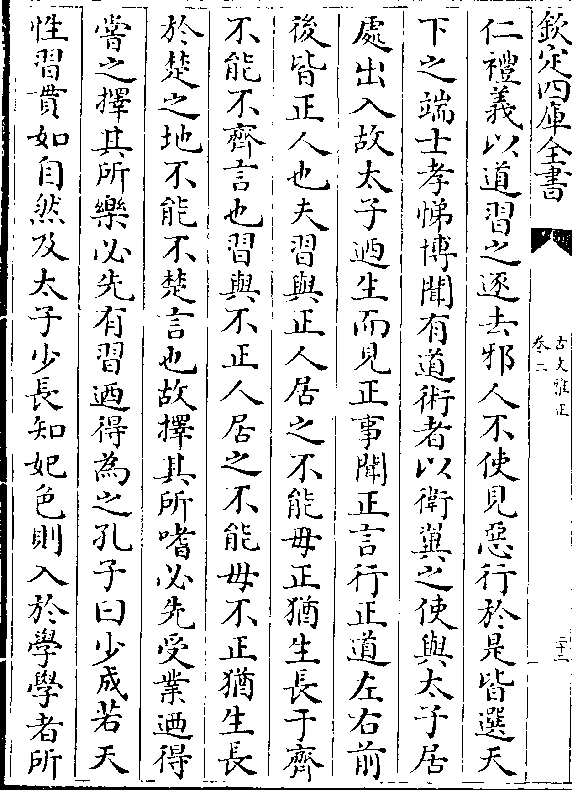 欽定四庫全書
古文雅正
卷二
仁禮義以道習之逐去邪人不使見惡行於是皆選天
下之端士孝悌博聞有道術者以衛翼之使與太子居
處出入故太子迺生而見正事聞正言行正道左右前
後皆正人也夫習與正人居之不能毋正猶生長于齊
不能不齊言也習與不正人居之不能毋不正猶生長
於楚之地不能不楚言也故擇其所嗜必先受業迺得
嘗之擇其所樂必先有習迺得為之孔子曰少成若天
性習貫如自然及太子少長知妃色則入於學學者所